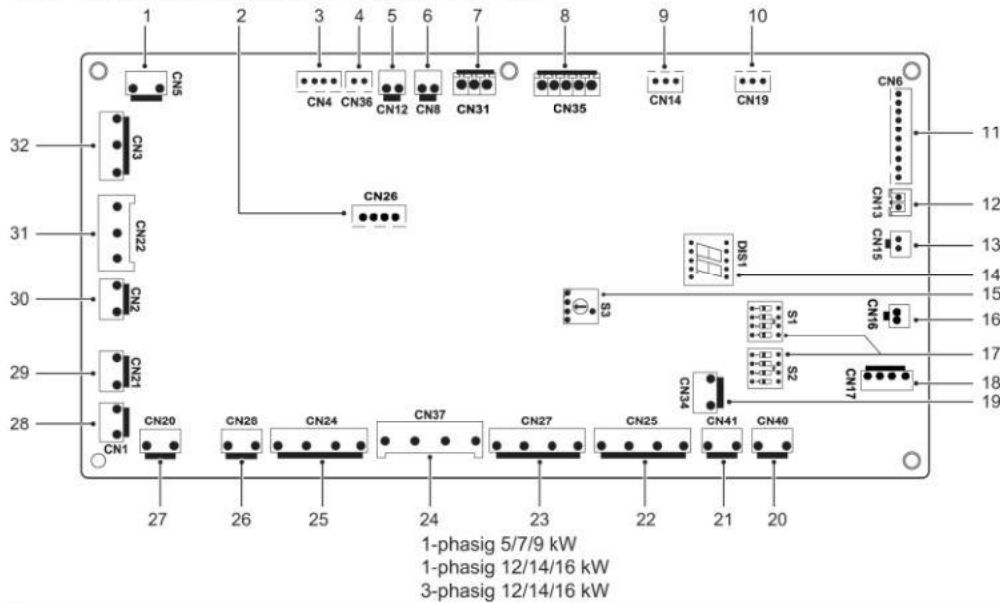 1
2
3
4
5
6
7
8
9
10
CN5
CN4
CN36
CN12
CN8
CN31
CN35
CN14
CN19
CN6
11
32
CN3
CN26
CN13
12
31
CN22
CN15
13
DIS1
14
30
CN2
S3
15
S1
CN16
16
29
CN21
S2
17
CN17
18
CN34
19
28
CN1
CN20
CN28
CN24
CN37
CN27
CN25
CN41
CN40
27
26
25
24
23
22
21
20
1-phasig 5/7/9 kW
1-phasig 12/14/16 kW
3-phasig 12/14/16 kW